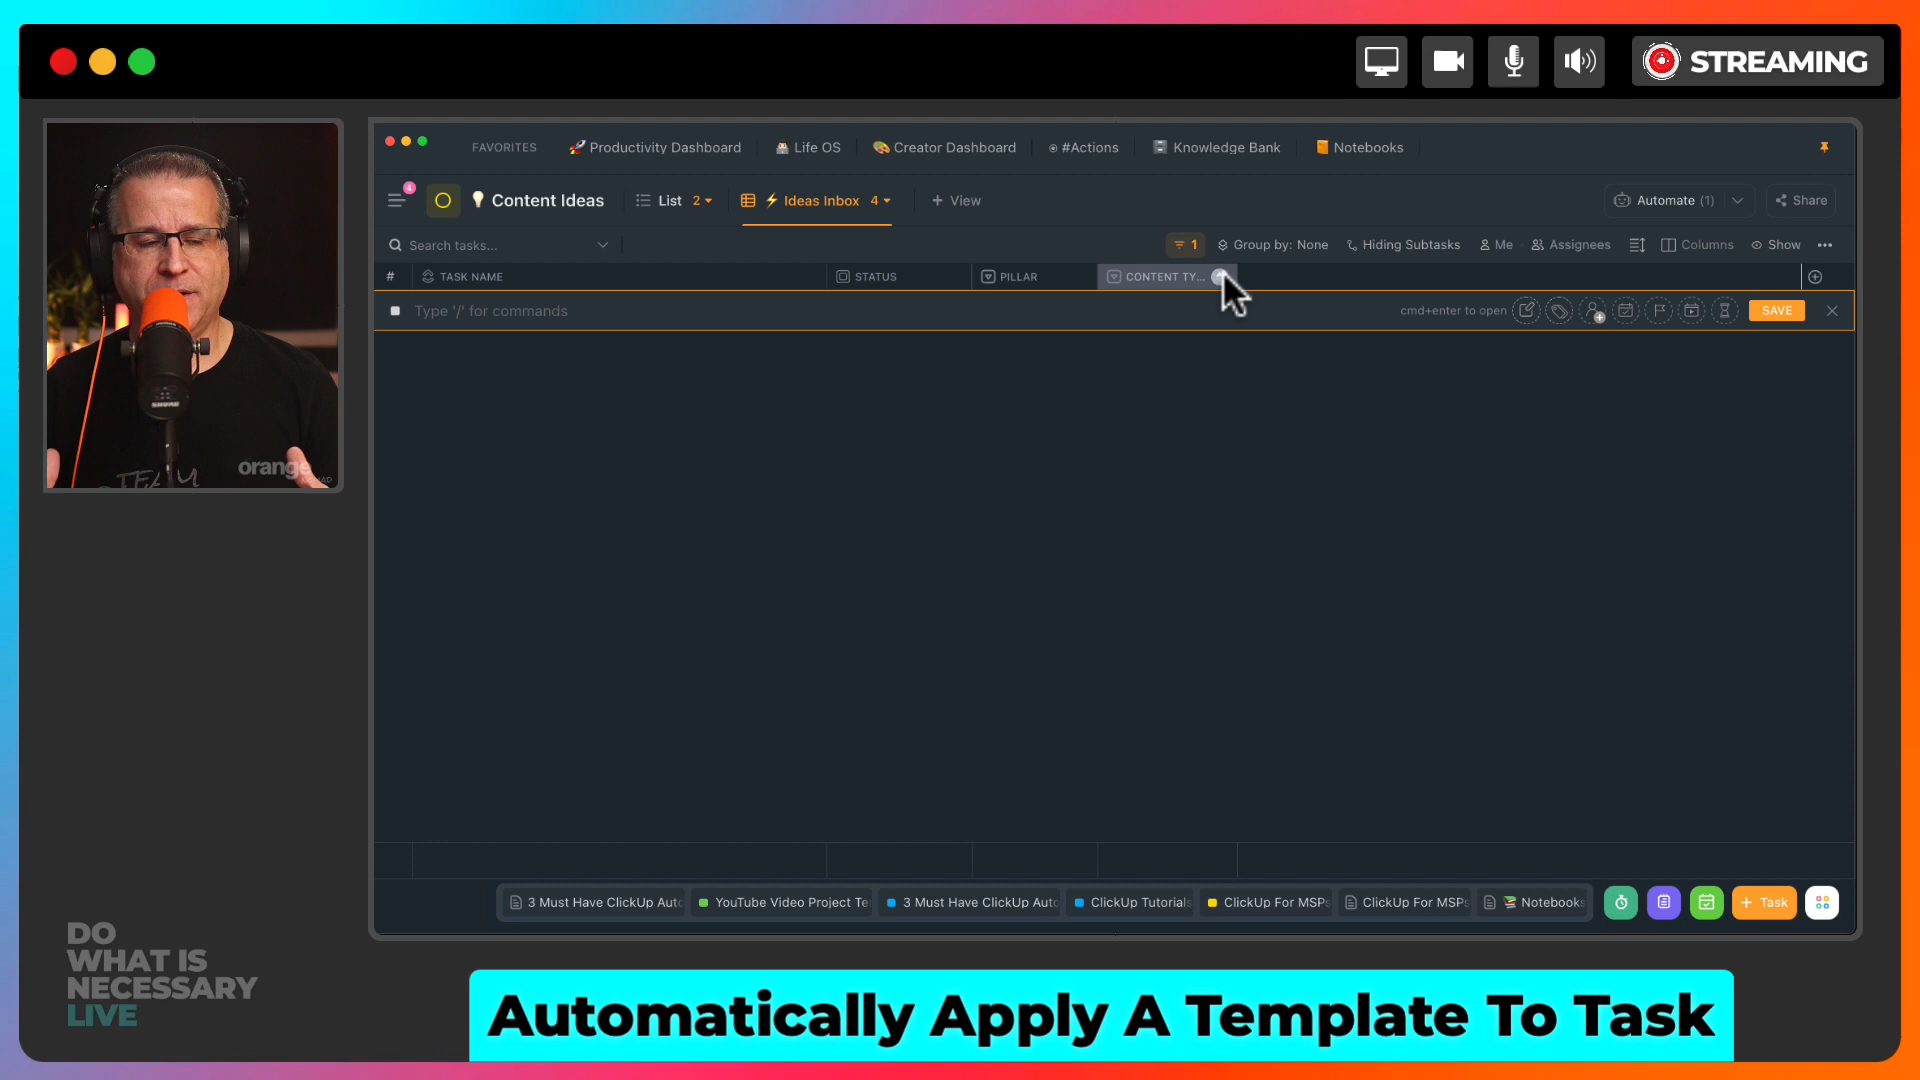 STREAMING
FAVORITES 🚀 Productivity Dashboard Life OS Creator Dashboard #Actions Knowledge Bank Notebooks
4
Content Ideas List 2 Ideas Inbox 4 + View Automate (1) Share
Search tasks... 1 Group by: None Hiding Subtasks Me Assignees Columns Show
# TASK NAME STATUS PILLAR CONTENT TY...
Type '/' for commands cmd+enter to open SAVE
orange
3 Must Have ClickUp Auto YouTube Video Project Te 3 Must Have ClickUp Auto ClickUp Tutorials ClickUp For MSPs ClickUp For MSPs Notebooks + Task
DO
WHAT IS
NECESSARY
LIVE
Automatically Apply A Template To Task